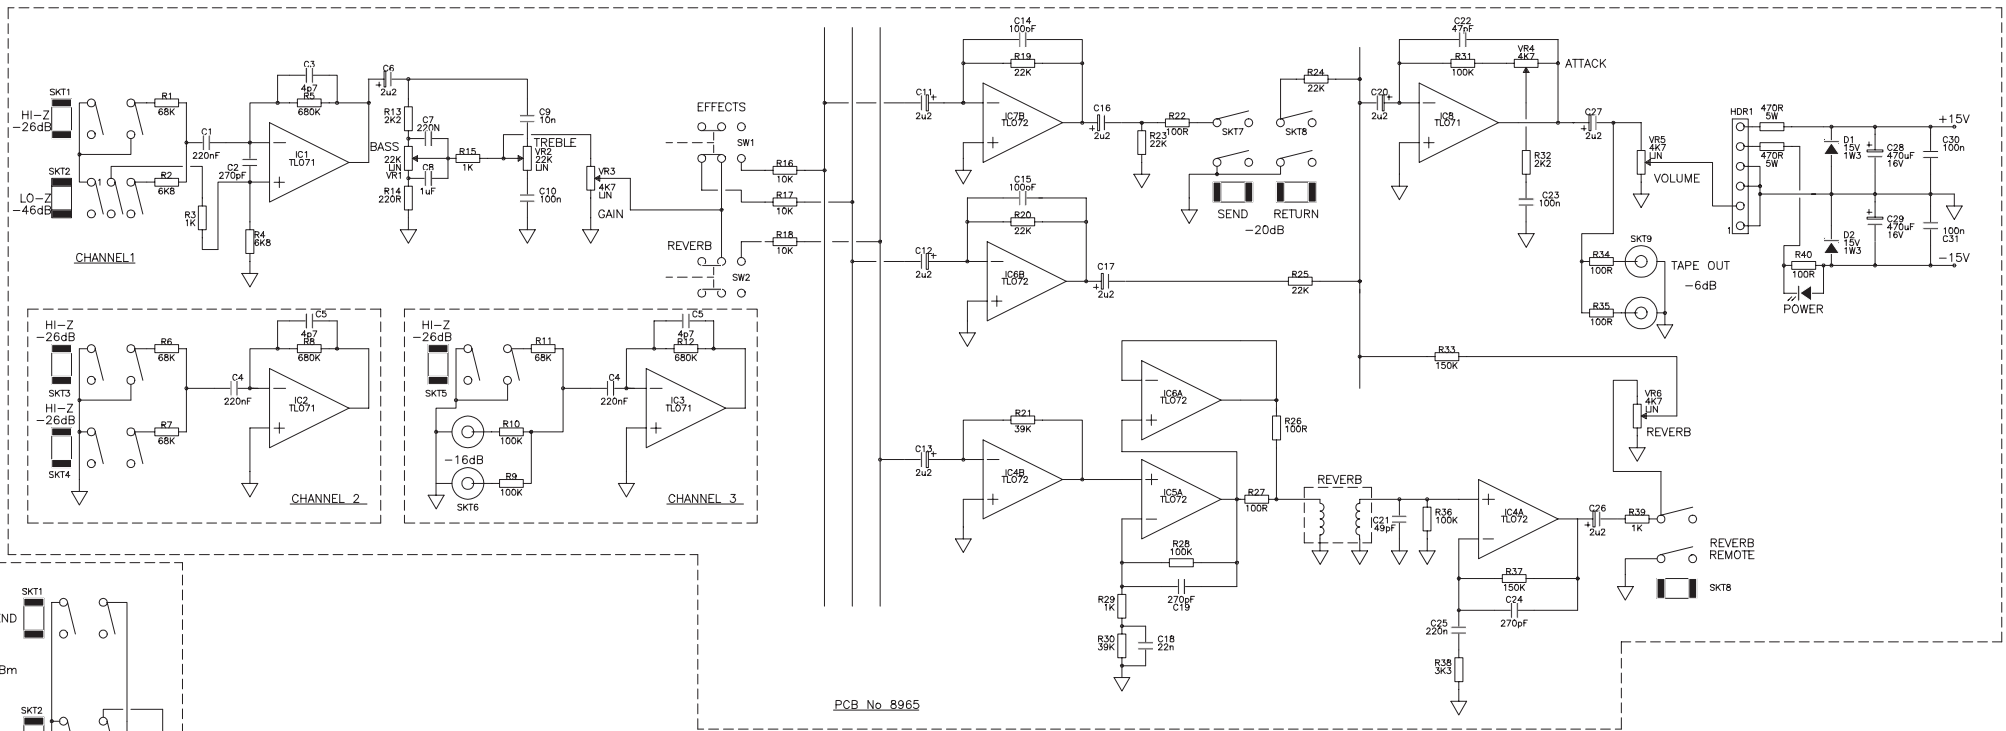 SKT1
HI-Z
-26dB
SKT2
LO-Z
-46dB
1
R1
68K
R2
6K8
R3
1K
C1
220nF
C2
270pF
R4
6K8
C3
4p7
R5
680K
IC1
TL071
CHANNEL1
C6
+
2u2
R13
2K2
C7
220N
BASS
22K
LIN
VR1
C8
1uF
R14
220R
R15
1K
C9
10n
TREBLE
VR2
22K
LIN
C10
100n
VR3
4K7
LIN
GAIN
EFFECTS
SW1
REVERB
SW2
R16
10K
R17
10K
R18
10K
C11
+
2u2
C14
100pF
R19
22K
IC7B
TL072
C16
+
2u2
R23
22K
R22
100R
SKT7
SKT8
SEND
RETURN
-20dB
R24
22K
C12
+
2u2
C15
100pF
R20
22K
IC6B
TL072
C17
+
2u2
R25
22K
C20
+
2u2
C22
47pF
R31
100K
VR4
4K7
ATTACK
IC8
TL071
R32
2K2
C23
100n
C27
+
2u2
VR5
4K7
LIN
VOLUME
R34
100R
R35
100R
SKT9
TAPE OUT
-6dB
HDR1
1
470R
5W
470R
5W
D1
15V
1W3
D2
15V
1W3
+
C28
470uF
16V
+
C29
470uF
16V
C30
100n
100n
C31
+15V
-15V
R40
100R
POWER
HI-Z
-26dB
SKT3
HI-Z
-26dB
SKT4
R6
68K
R7
68K
C4
220nF
C5
4p7
R8
680K
IC2
TL071
CHANNEL 2
HI-Z
-26dB
SKT5
-16dB
SKT6
R11
68K
R10
100K
R9
100K
C4
220nF
C5
4p7
R12
680K
IC3
TL071
CHANNEL 3
C13
+
2u2
R21
39K
IC4B
TL072
IC6A
TL072
IC5A
TL072
R26
100R
R27
100R
R28
100K
270pF
C19
R29
1K
R30
39K
C18
22n
REVERB
C21
49pF
R36
100K
IC4A
TL072
R37
150K
C24
270pF
C25
220n
R38
3K3
C26
+
2u2
R39
1K
R33
150K
VR6
4K7
LIN
REVERB
REVERB
REMOTE
SKT8
SKT1
END
Bm
SKT2
PCB No 8965